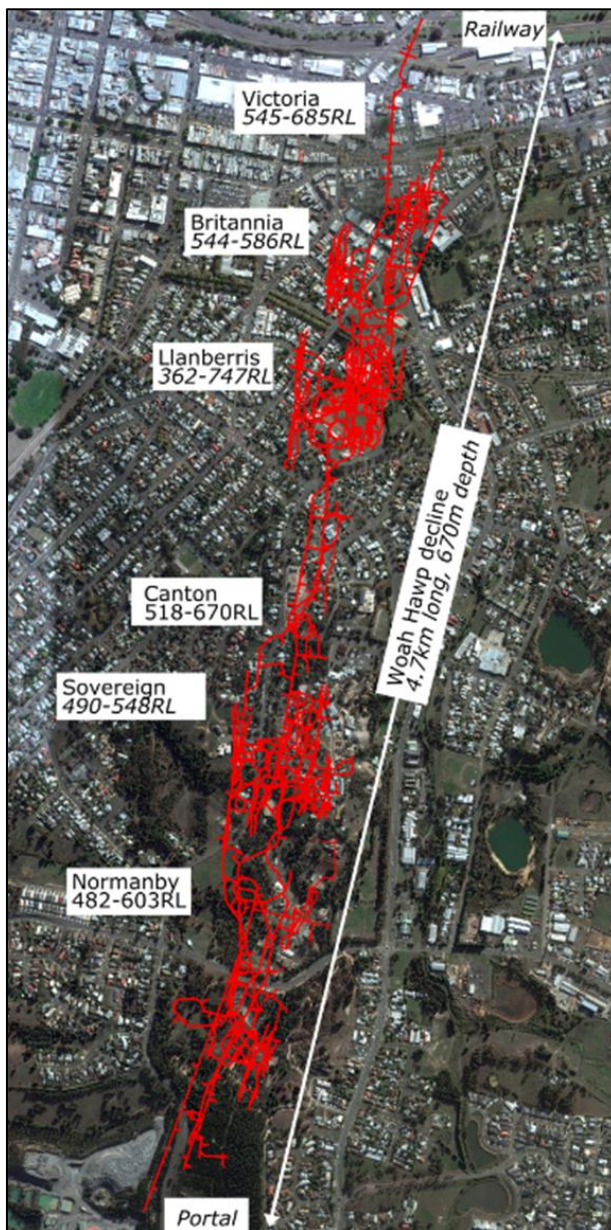 Railway
Victoria
545-685RL
Britannia
544-586RL
Llanberris
362-747RL
Woah Hawp decline
4.7km long, 670m depth
Canton
518-670RL
Sovereign
490-548RL
Normanby
482-603RL
Portal